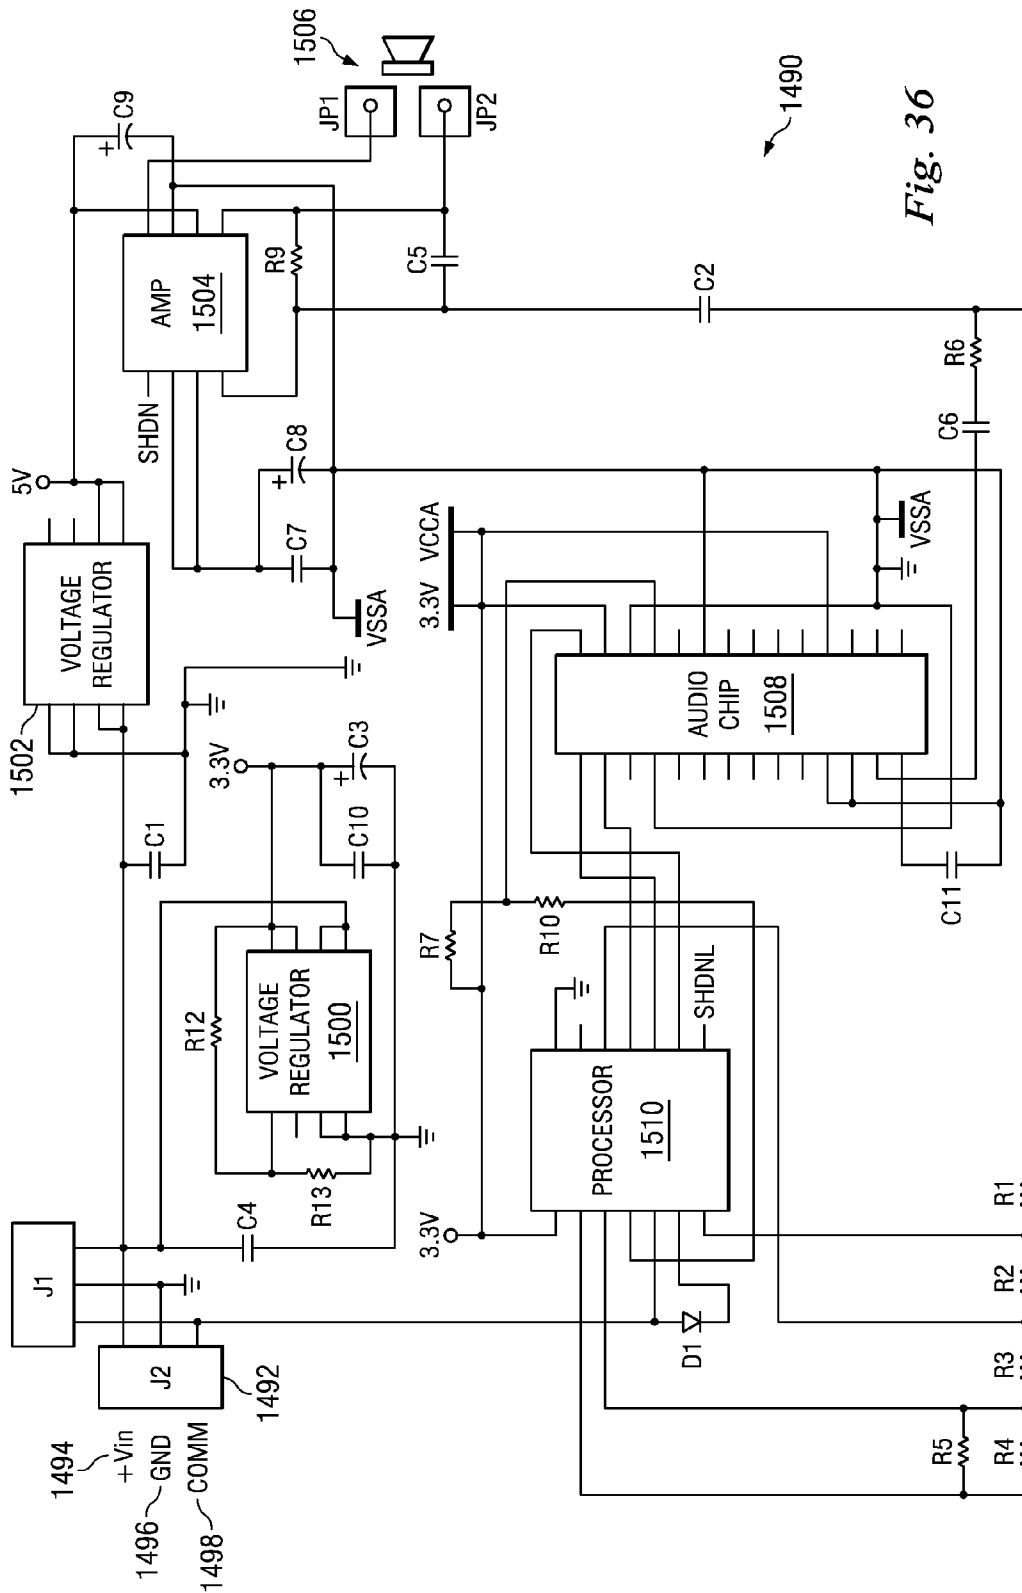 1494
+Vin
1496
GND
COMM
1498
J1
J2
1492
C4
R12
R13
VOLTAGE
REGULATOR
1500
3.3V
C10
C3
C1
1502
VOLTAGE
REGULATOR
5V
SHDN
AMP
1504
C9
C7
C8
VSSA
R9
C5
JP1
JP2
1506
3.3V
PROCESSOR
1510
SHDNL
D1
R7
R10
3.3V
VCCA
AUDIO
CHIP
1508
VSSA
C11
C6
R6
C2
R5
R4
R3
R2
R1
1490
Fig. 36